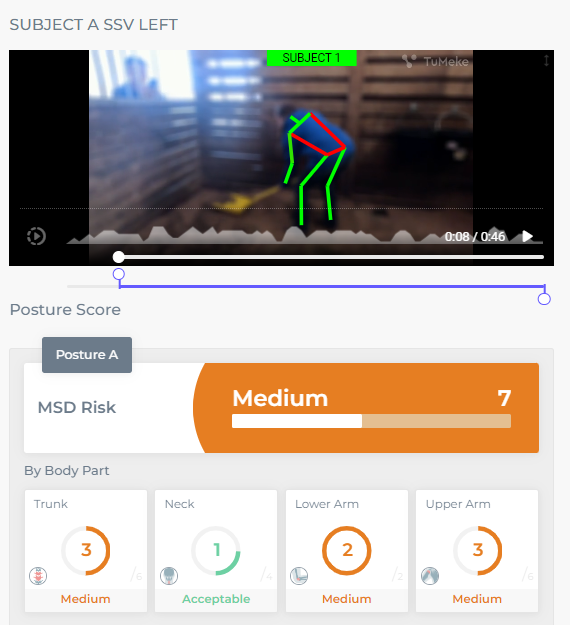 SUBJECT A SSV LEFT
SUBJECT 1
TuMeke
0:08 / 0:46
Posture Score
Posture A
MSD Risk
Medium 7
By Body Part
Trunk Neck Lower Arm Upper Arm
3 1 2 3
/6 /4 /2 /6
Medium Acceptable Medium Medium